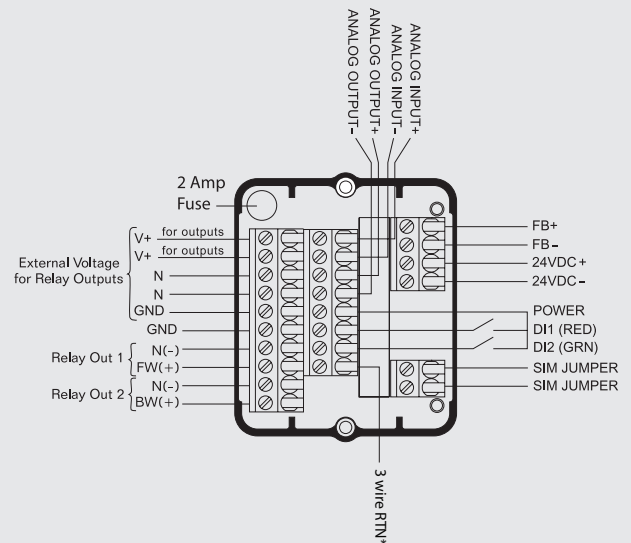 ANALOG OUTPUT-
ANALOG OUTPUT+
ANALOG INPUT-
ANALOG INPUT+
2 Amp
Fuse
External Voltage
for Relay Outputs
V+ for outputs
V+ for outputs
N
N
GND
GND
Relay Out 1
N(-)
FW(+)
Relay Out 2
N(-)
BW(+)
FB+
FB-
24VDC+
24VDC-
POWER
DI1 (RED)
DI2 (GRN)
SIM JUMPER
SIM JUMPER
3 wire RTN*